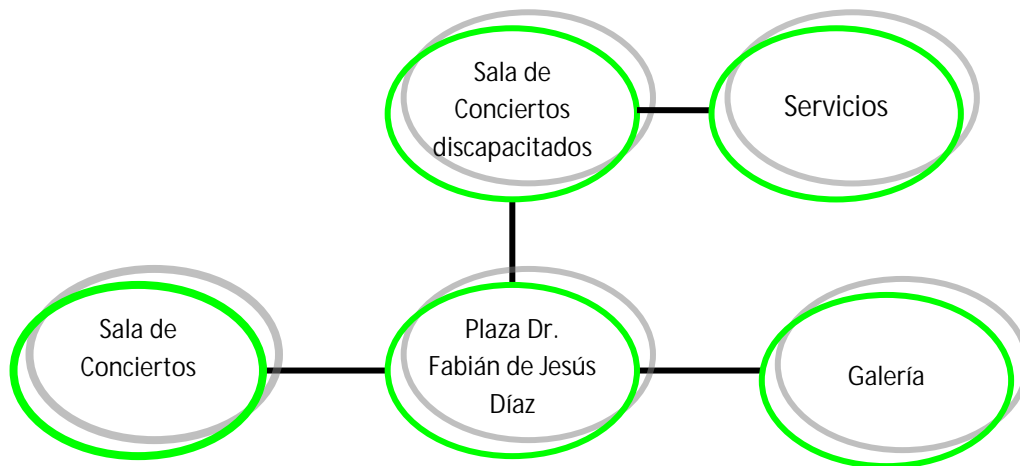 Sala de
Conciertos
discapacitados
Servicios
Sala de
Conciertos
Plaza Dr.
Fabián de Jesús
Díaz
Galería